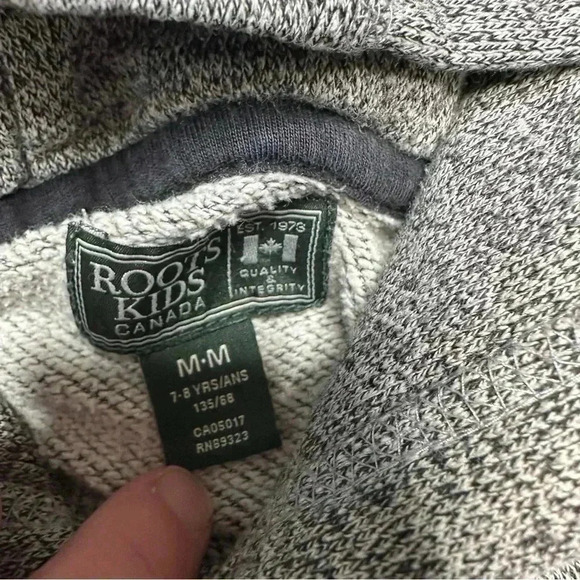 ROOTS
KIDS
CANADA
EST. 1973
QUALITY
&
INTEGRITY
M·M
7-8 YRS/ANS
135/68
CA05017
RN89323